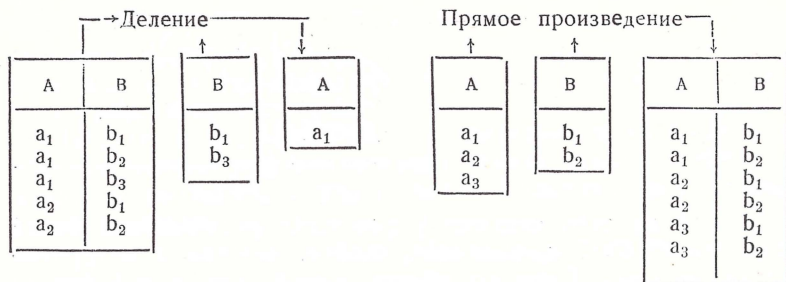 Деление
A B
B
A
a₁ b₁
a₁ b₂
a₁ b₃
a₂ b₁
a₂ b₂
b₁
b₃
a₁
Прямое произведение
A
B
A B
a₁
a₂
a₃
b₁
b₂
a₁ b₁
a₁ b₂
a₂ b₁
a₂ b₂
a₃ b₁
a₃ b₂